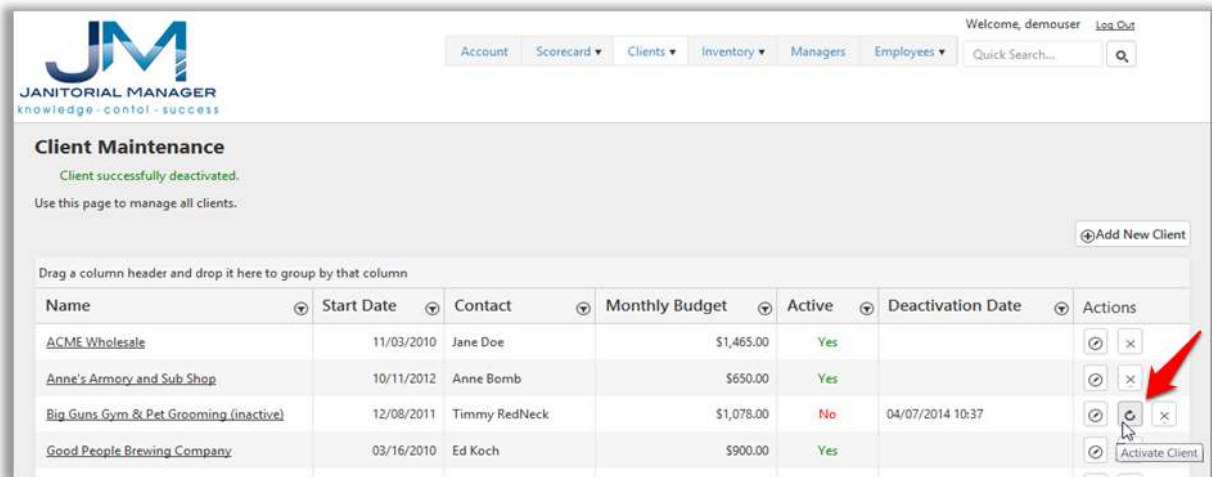 Welcome, demouser Log Out
Account Scorecard Clients Inventory Managers Employees Quick Search...
JM
JANITORIAL MANAGER
knowledge - contol - success
Client Maintenance
Client successfully deactivated.
Use this page to manage all clients.
Add New Client
Drag a column header and drop it here to group by that column
Name Start Date Contact Monthly Budget Active Deactivation Date Actions
ACME Wholesale 11/03/2010 Jane Doe $1,465.00 Yes
Anne's Armory and Sub Shop 10/11/2012 Anne Bomb $650.00 Yes
Big Guns Gym & Pet Grooming (inactive) 12/08/2011 Timmy RedNeck $1,078.00 No 04/07/2014 10:37
Good People Brewing Company 03/16/2010 Ed Koch $900.00 Yes
Activate Client